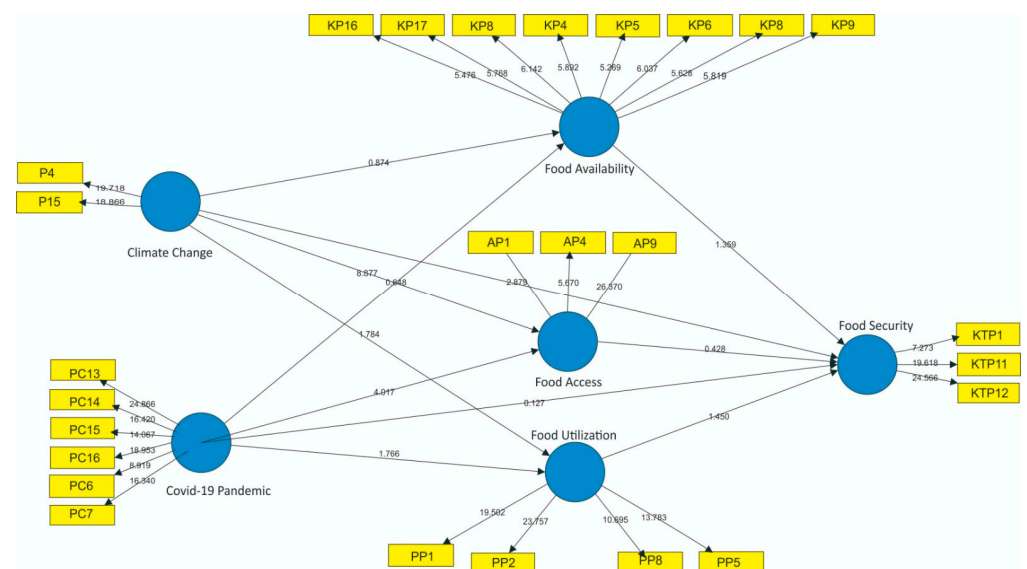 KP16 KP17 KP8 KP4 KP5 KP6 KP8 KP9
5.476 5.768 6.142 5.892 5.269 6.037 5.628 5.819
Food Availability
0.874
P4
19.718
P15
18.866
Climate Change
AP1 AP4 AP9
2.879 5.670 26.370
Food Access
8.877
0.848
2.879
1.359
1.784
Food Security
KTP1
7.273
KTP11
19.618
KTP12
24.566
0.428
4.017
0.127
1.450
1.766
PC13
24.866
PC14
16.420
PC15
14.067
PC16
18.953
PC6
8.919
PC7
16.340
Covid-19 Pandemic
Food Utilization
19.502 23.757 10.695 13.783
PP1 PP2 PP8 PP5